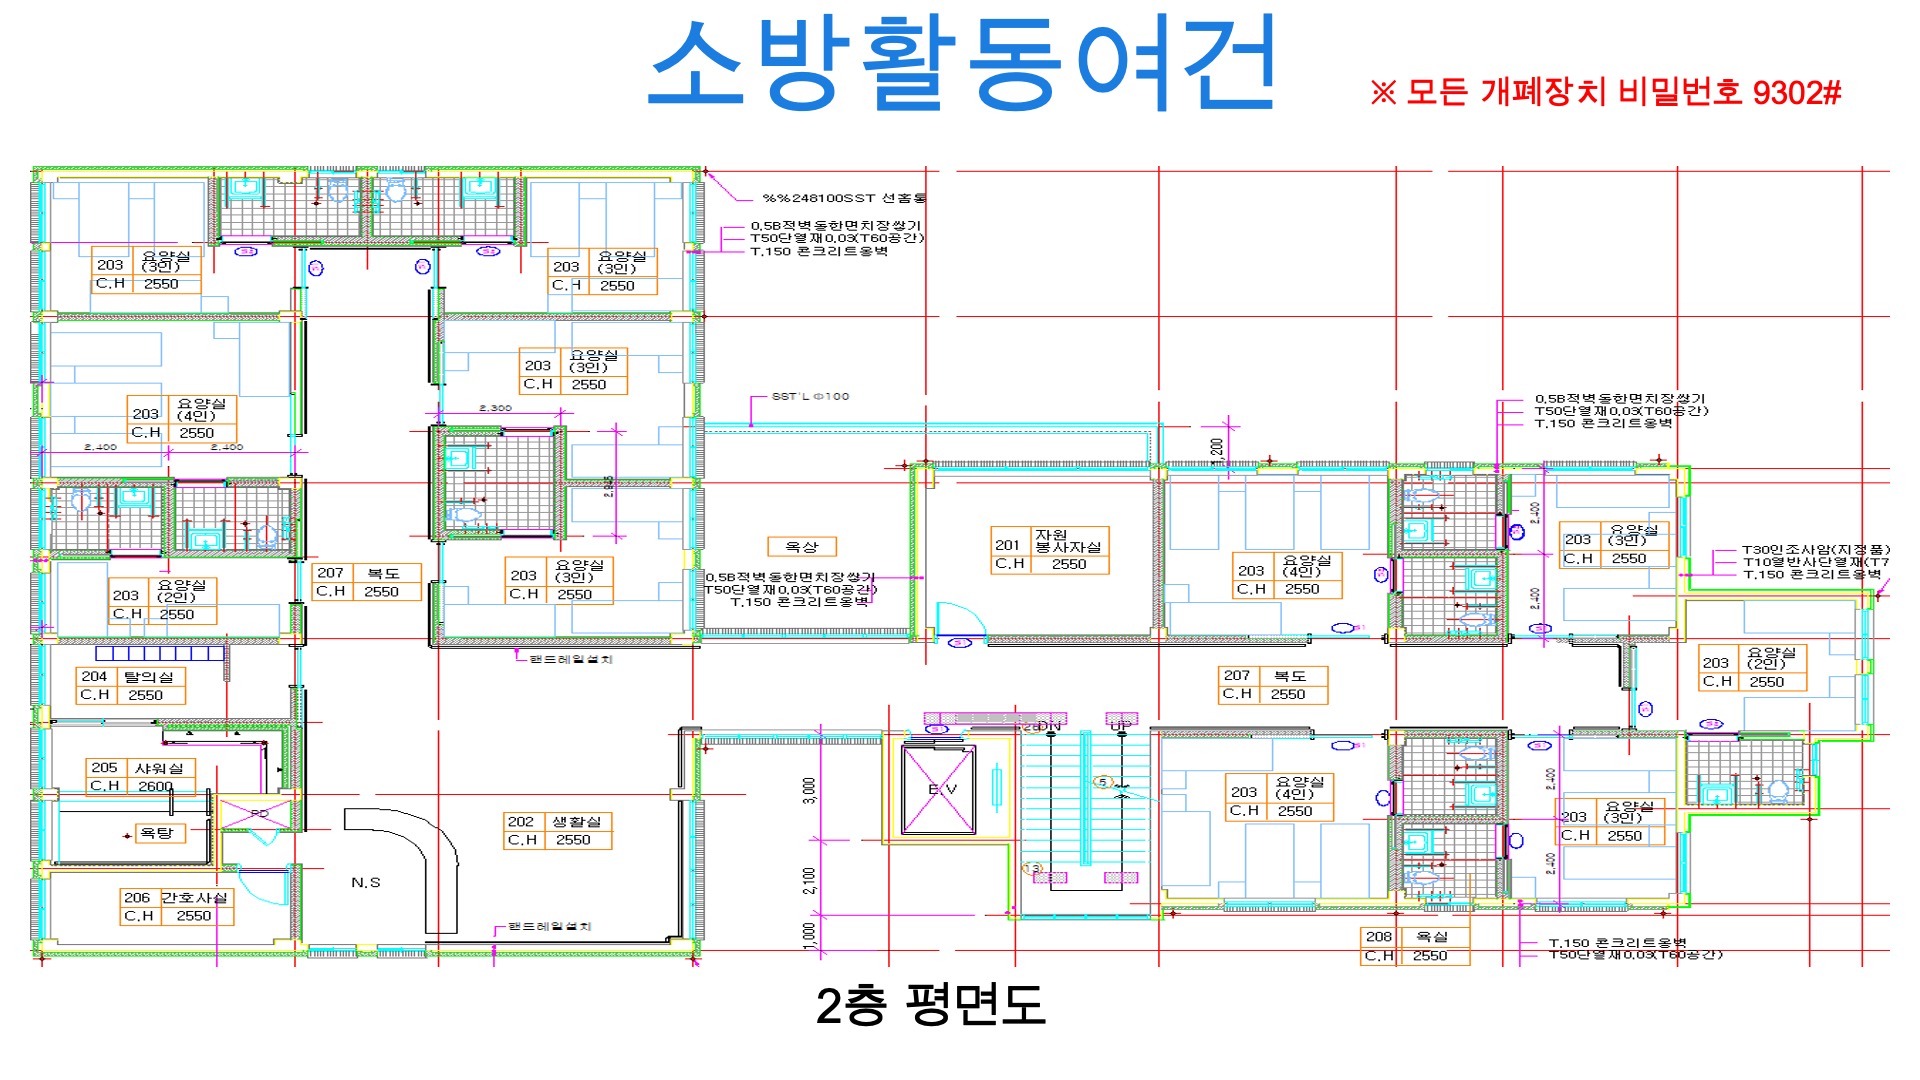 소방활동여건
※ 모든 개폐장치 비밀번호 9302#
%%248100SST 선홈통
0.5B적벽돌한면치장쌓기
T50단열재0.03(T60공간)
T.150 콘크리트옹벽
203 요양실 (3인)
C.H 2550
203 요양실 (3인)
C.H 2550
203 요양실 (3인)
C.H 2550
203 요양실 (4인)
C.H 2550
2,400
2,400
2,300
SST'L Φ100
0.5B적벽돌한면치장쌓기
T50단열재0.03(T60공간)
T.150 콘크리트옹벽
1,200
2,945
2,400
201 자원 봉사자실
C.H 2550
옥상
203 요양실 (3인)
C.H 2550
203 요양실 (4인)
C.H 2550
203 요양실 (3인)
C.H 2550
207 복도
C.H 2550
203 요양실 (2인)
C.H 2550
0.5B적벽돌한면치장쌓기
T50단열재0.03(T60공간)
T.150 콘크리트옹벽
2,400
T30인조사암(지정품)
T10열반사단열재(T7
T.150 콘크리트옹벽
핸드레일설치
204 탈의실
C.H 2550
207 복도
C.H 2550
203 요양실 (2인)
C.H 2550
DN
UP
205 샤워실
C.H 2600
PD
욕탕
202 생활실
C.H 2550
N.S
3,000
E.V
5
13
203 요양실 (4인)
C.H 2550
2,400
203 요양실 (3인)
C.H 2550
2,400
206 간호사실
C.H 2550
2,100
1,000
핸드레일설치
208 욕실
C.H 2550
T.150 콘크리트옹벽
T50단열재0.03(T60공간)
2층 평면도